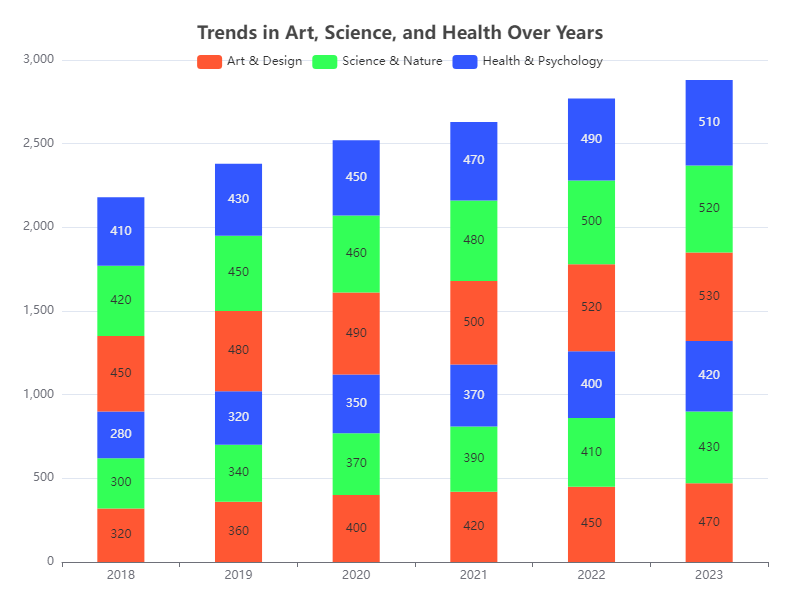 Trends in Art, Science, and Health Over Years
Art & Design Science & Nature Health & Psychology
3,000
2,500
2,000
1,500
1,000
500
0
410 430 450 470 490 510
420 450 460 480 500 520
450 480 490 500 520 530
280 320 350 370 400 420
300 340 370 390 410 430
320 360 400 420 450 470
2018 2019 2020 2021 2022 2023